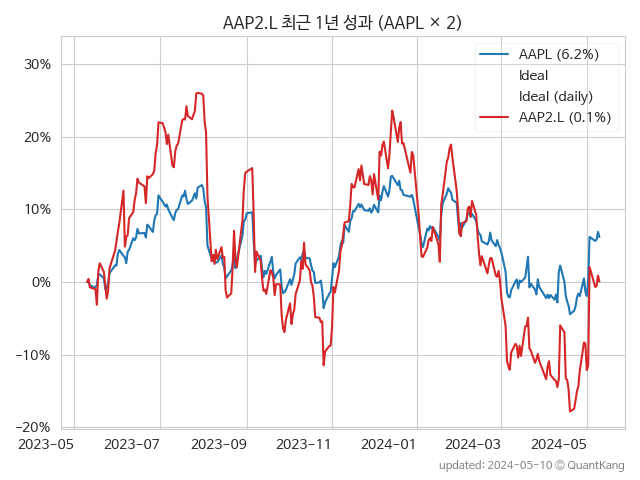 AAP2.L 최근 1년 성과 (AAPL × 2)
AAPL (6.2%)
Ideal
Ideal (daily)
AAP2.L (0.1%)
30%
20%
10%
0%
−10%
−20%
2023-05 2023-07 2023-09 2023-11 2024-01 2024-03 2024-05
updated: 2024-05-10 © QuantKang